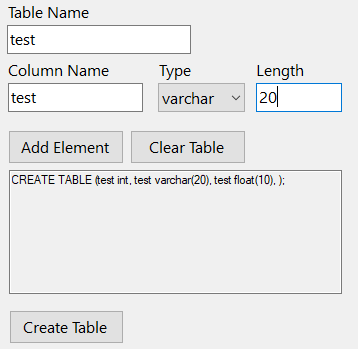 Table Name
test
Column Name Type Length
test varchar 20
Add Element Clear Table
CREATE TABLE (test int, test varchar(20), test float(10), );
Create Table